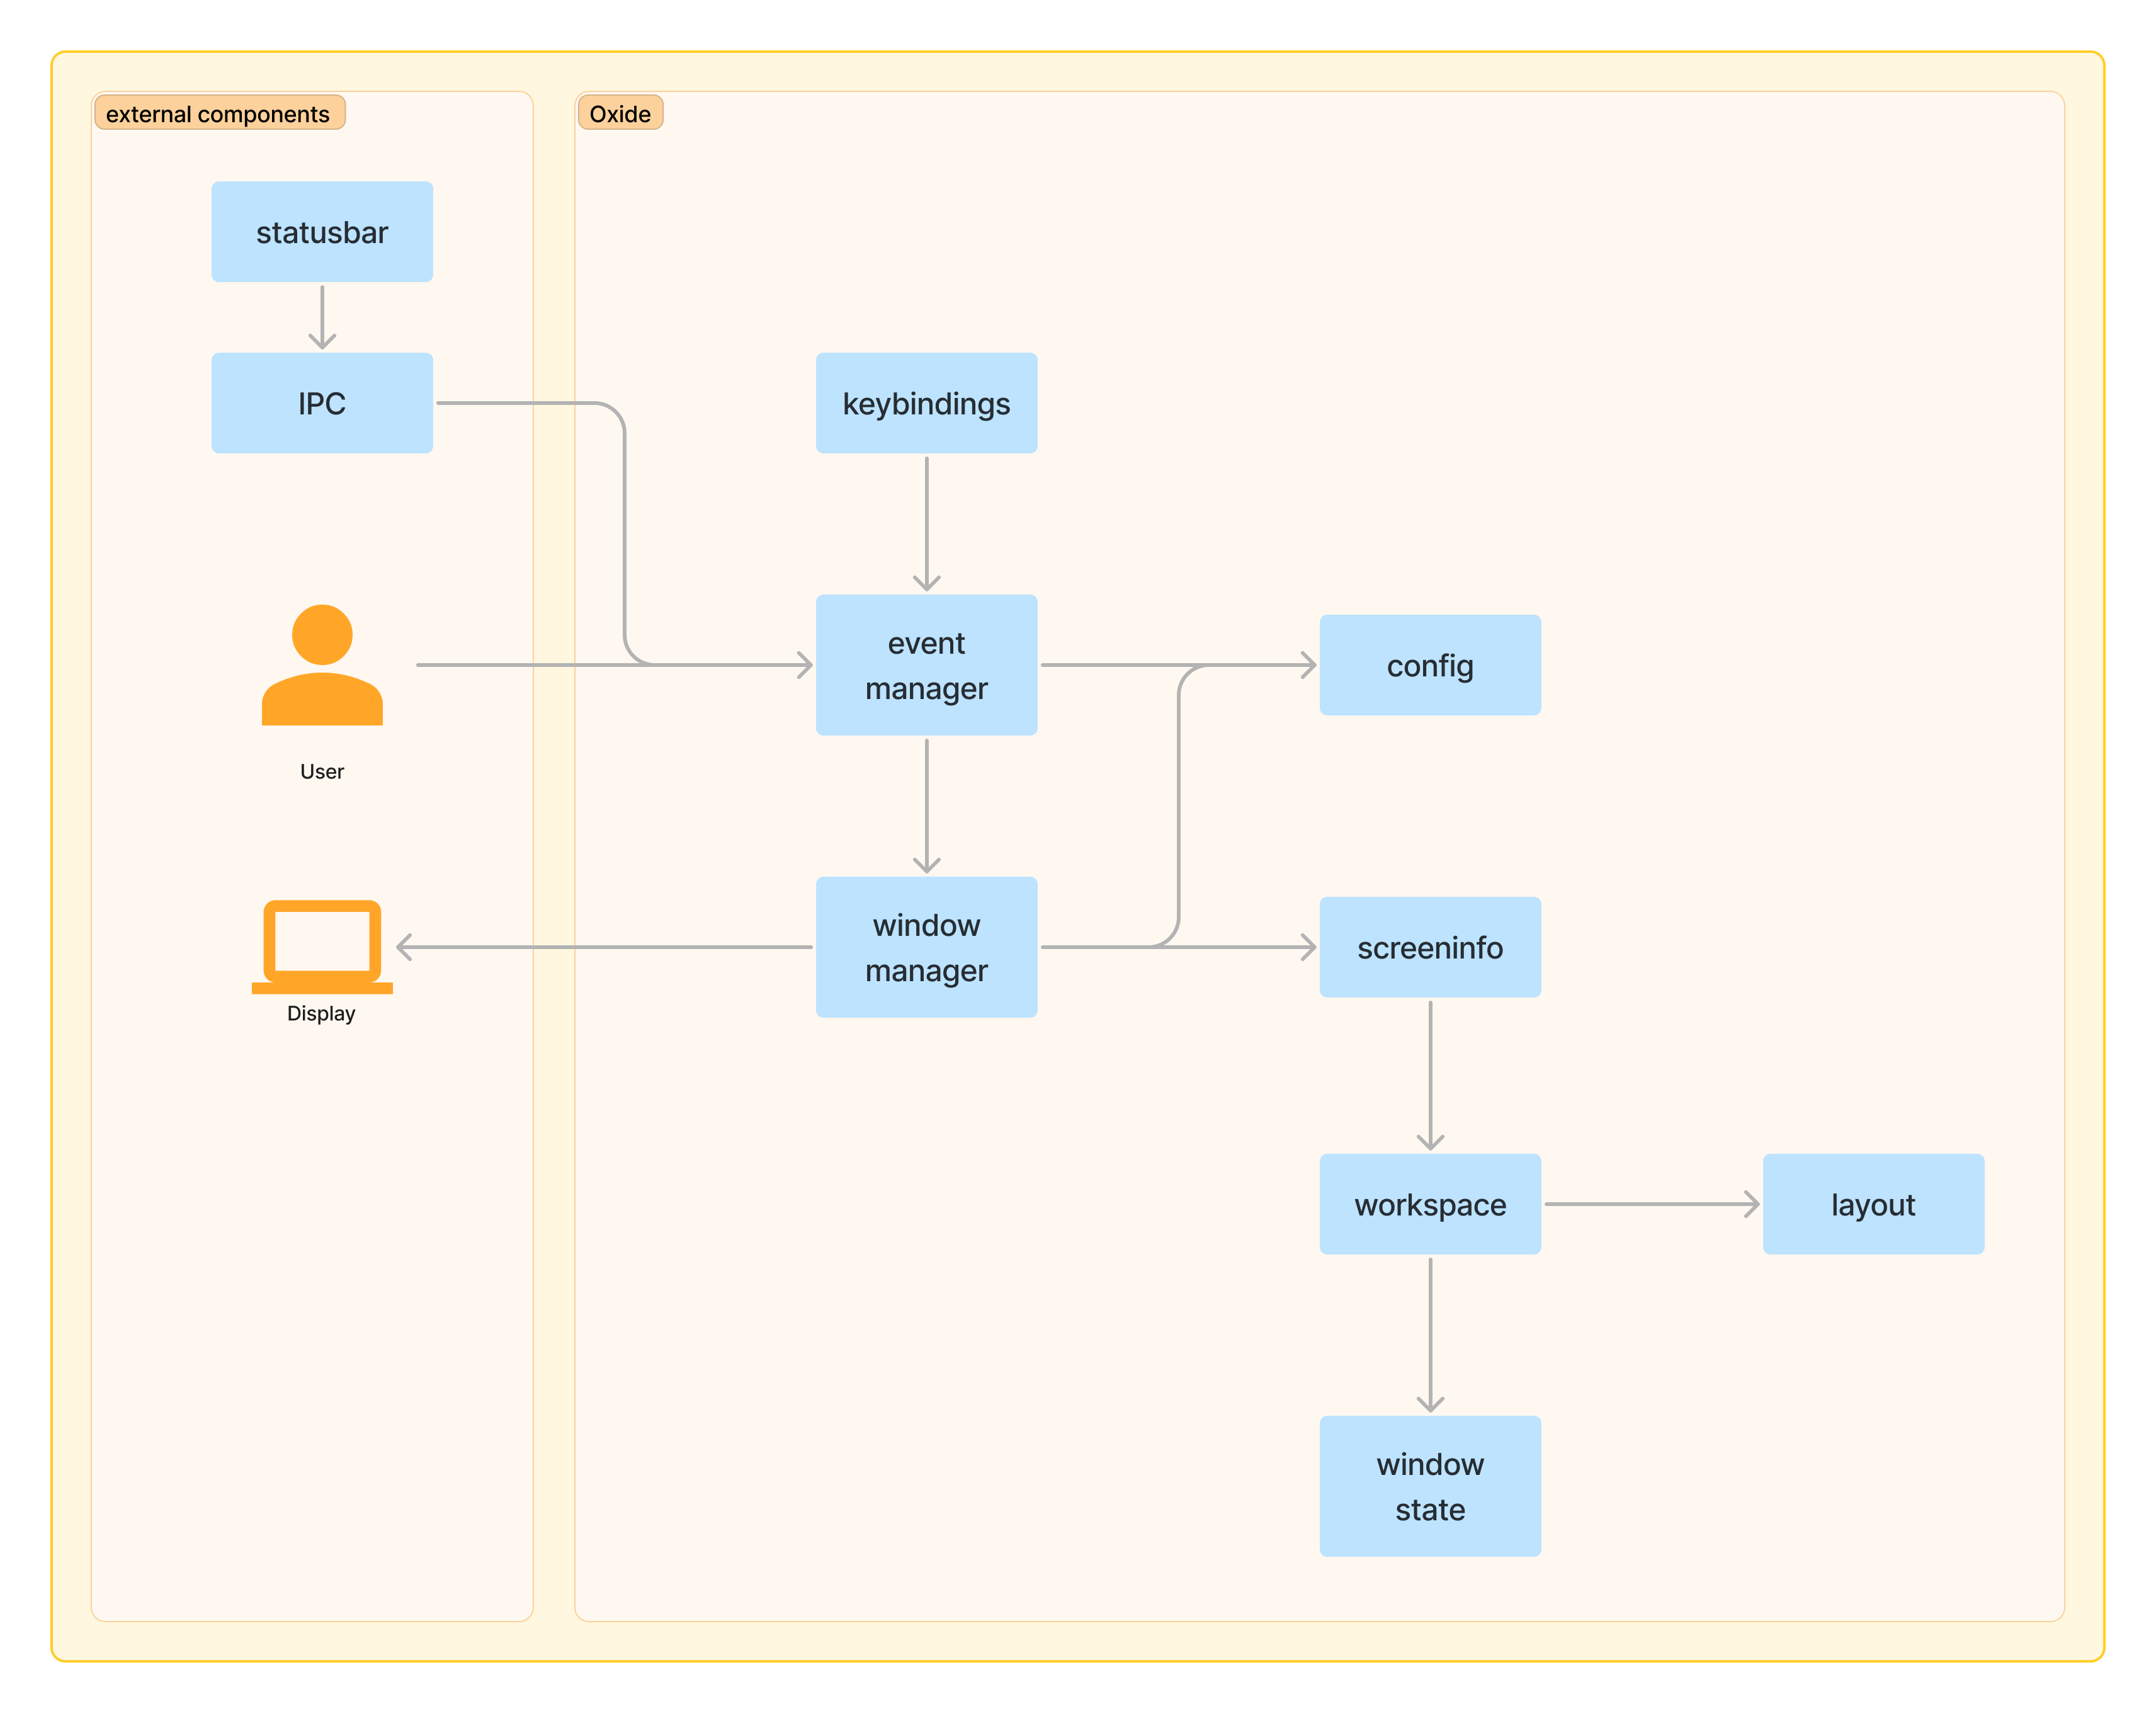 external components
Oxide
statusbar
IPC
keybindings
event
manager
config
User
window
manager
screeninfo
Display
workspace
layout
window
state